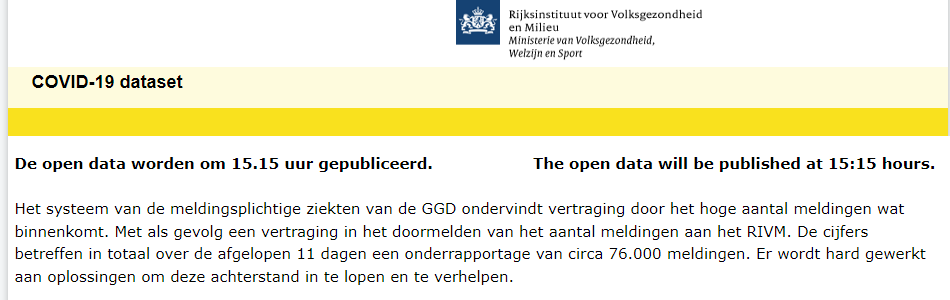 Rijksinstituut voor Volksgezondheid
en Milieu
Ministerie van Volksgezondheid,
Welzijn en Sport
COVID-19 dataset
De open data worden om 15.15 uur gepubliceerd. The open data will be published at 15:15 hours.
Het systeem van de meldingsplichtige ziekten van de GGD ondervindt vertraging door het hoge aantal meldingen wat
binnenkomt. Met als gevolg een vertraging in het doormelden van het aantal meldingen aan het RIVM. De cijfers
betreffen in totaal over de afgelopen 11 dagen een onderrapportage van circa 76.000 meldingen. Er wordt hard gewerkt
aan oplossingen om deze achterstand in te lopen en te verhelpen.